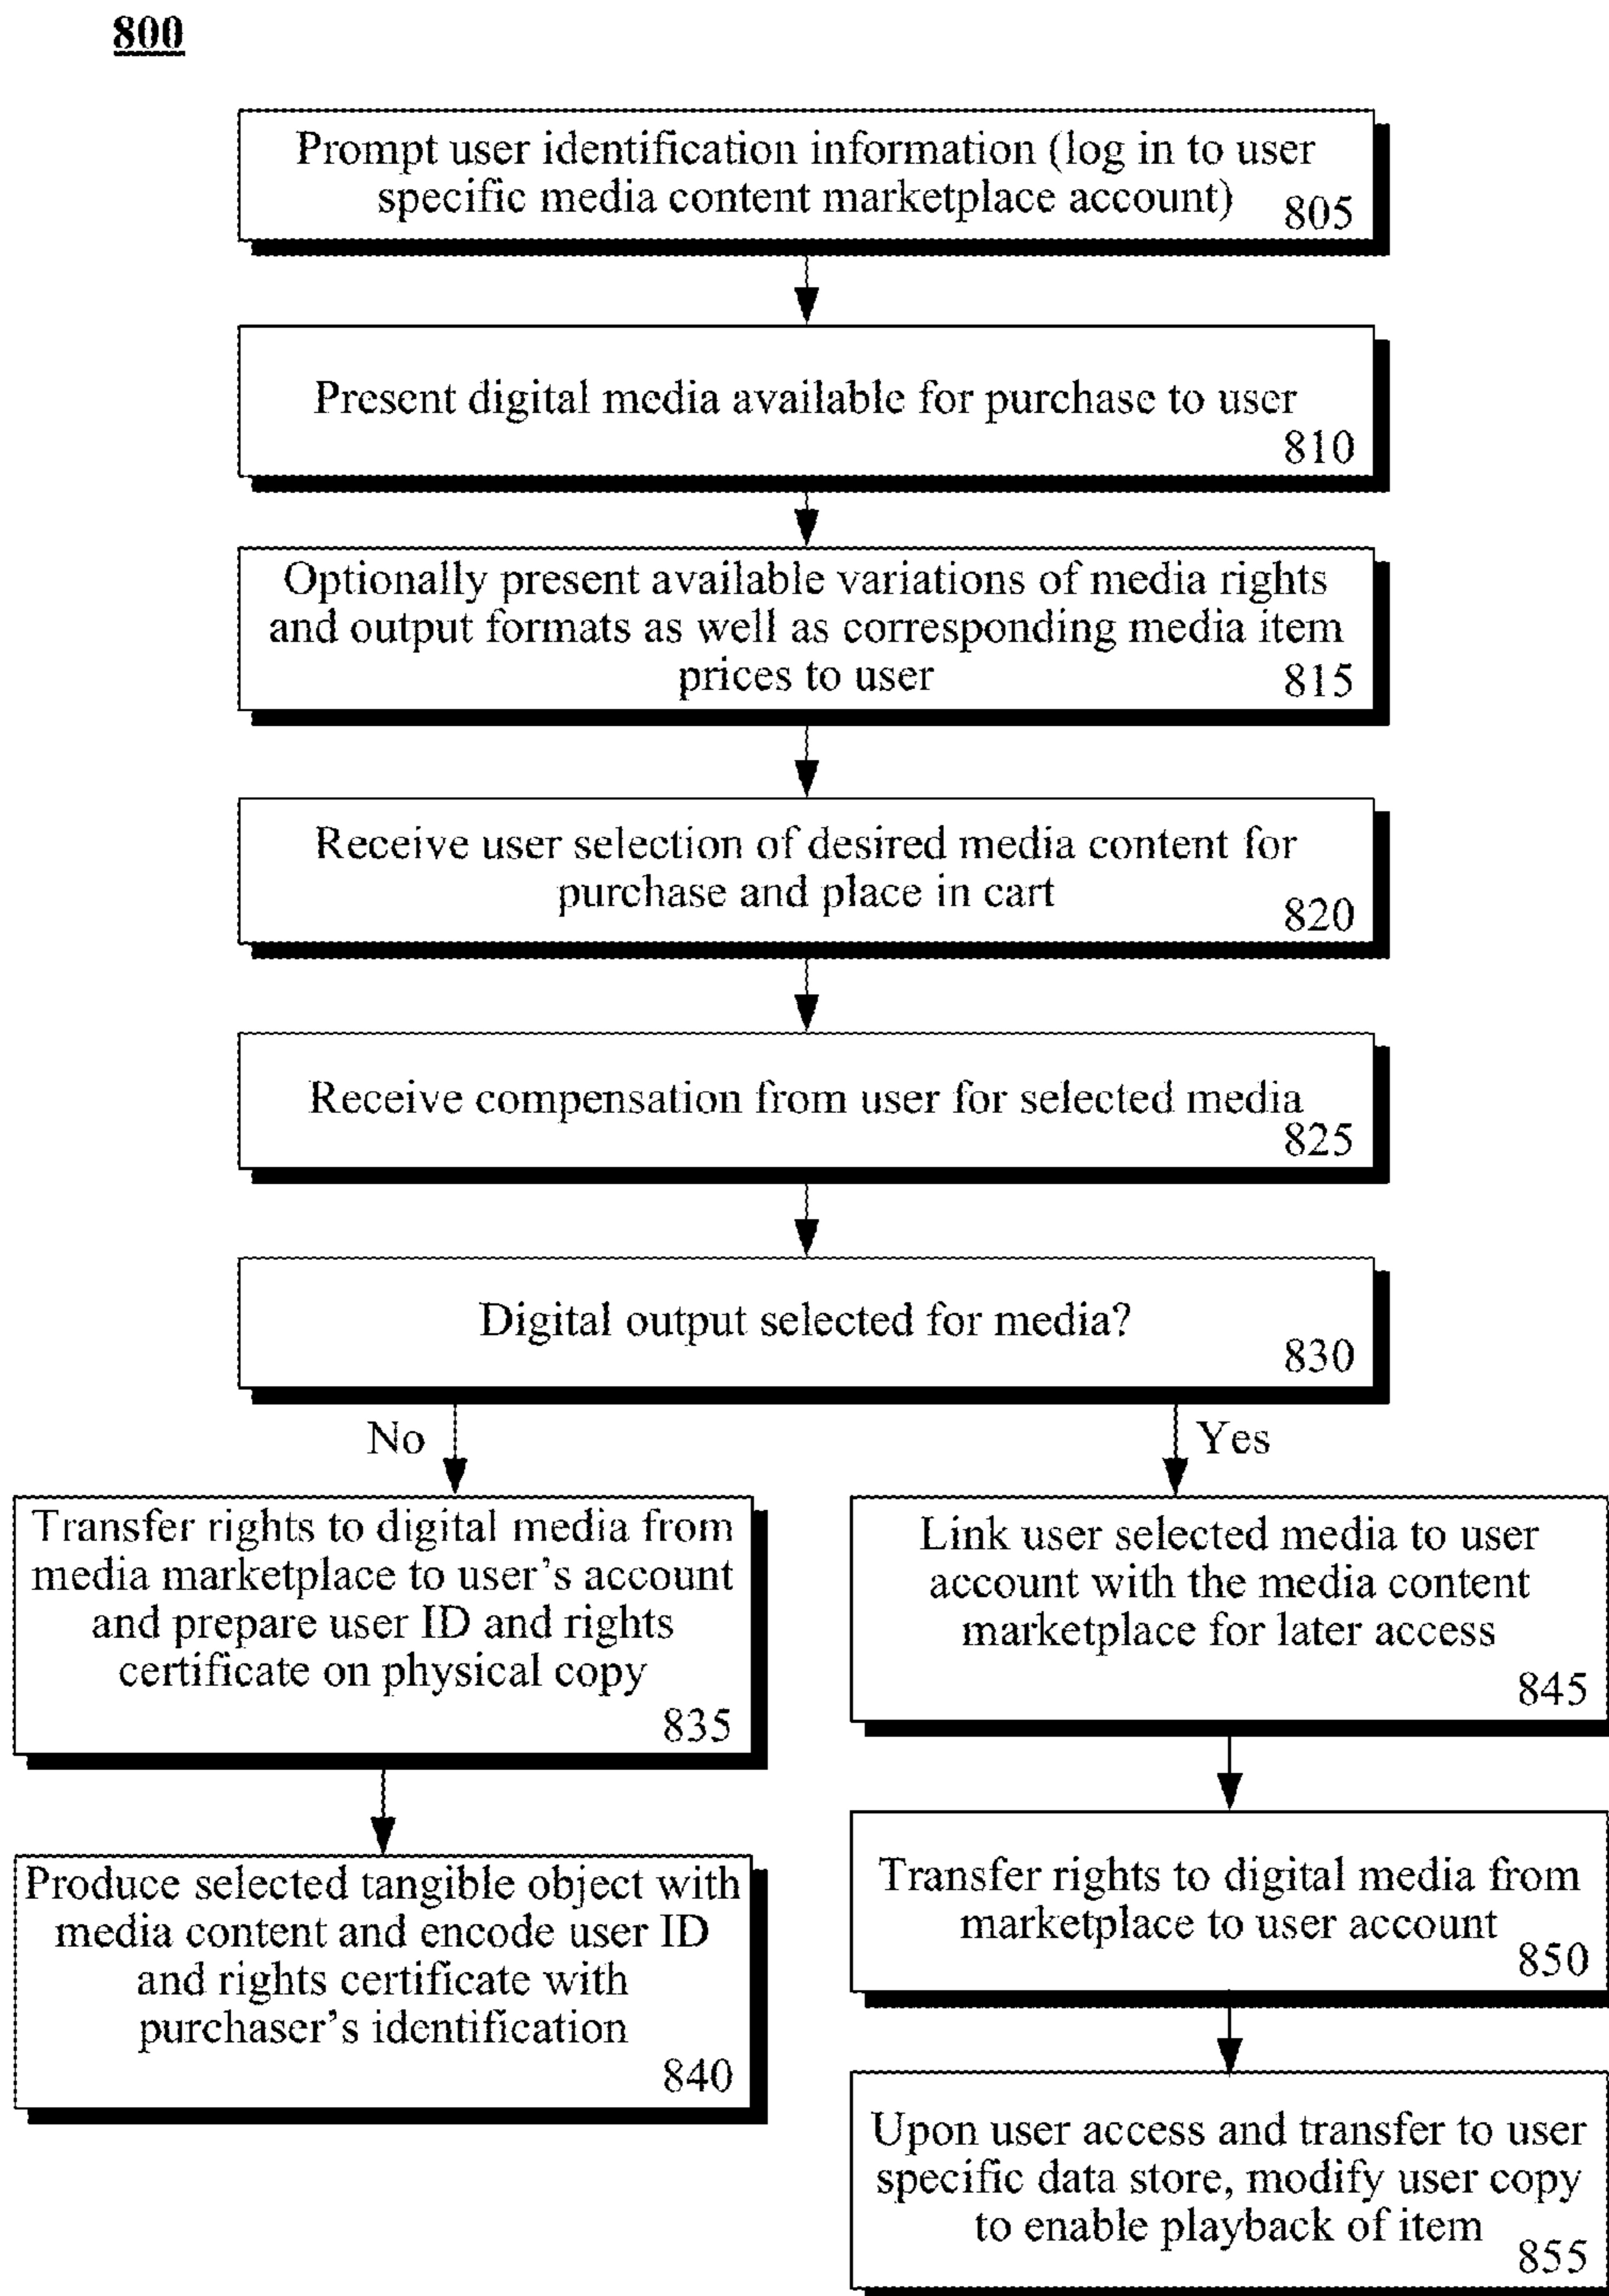 800
Prompt user identification information (log in to user
specific media content marketplace account)
805
Present digital media available for purchase to user
810
Optionally present available variations of media rights
and output formats as well as corresponding media item
prices to user
815
Receive user selection of desired media content for
purchase and place in cart
820
Receive compensation from user for selected media
825
Digital output selected for media?
830
No
Yes
Transfer rights to digital media from
media marketplace to user's account
and prepare user ID and rights
certificate on physical copy
835
Produce selected tangible object with
media content and encode user ID
and rights certificate with
purchaser's identification
840
Link user selected media to user
account with the media content
marketplace for later access
845
Transfer rights to digital media from
marketplace to user account
850
Upon user access and transfer to user
specific data store, modify user copy
to enable playback of item
855